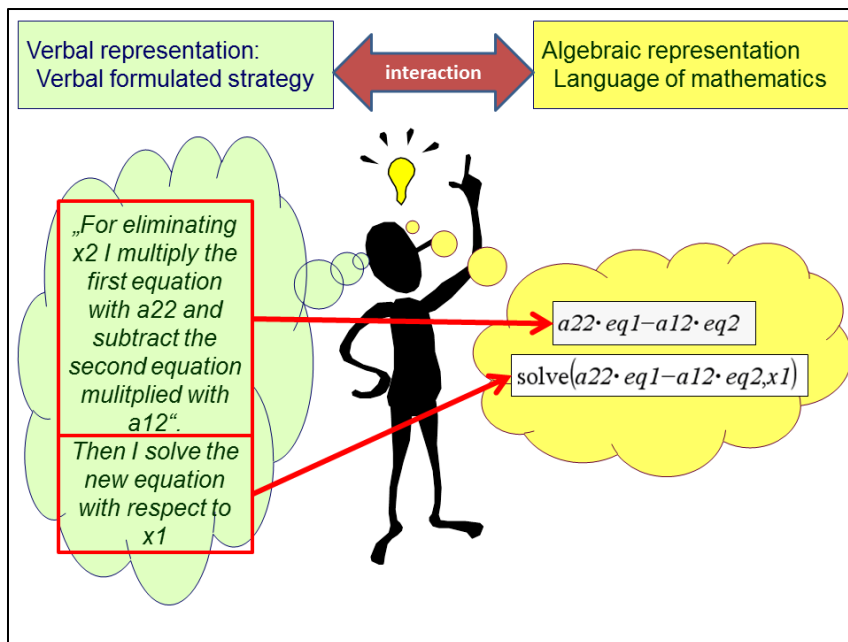 Verbal representation:
Verbal formulated strategy
interaction
Algebraic representation
Language of mathematics
„For eliminating
x2 I multiply the
first equation
with a22 and
subtract the
second equation
mulitplied with
a12“.
Then I solve the
new equation
with respect to
x1
a22· eq1−a12· eq2
solve(a22· eq1−a12· eq2,x1)